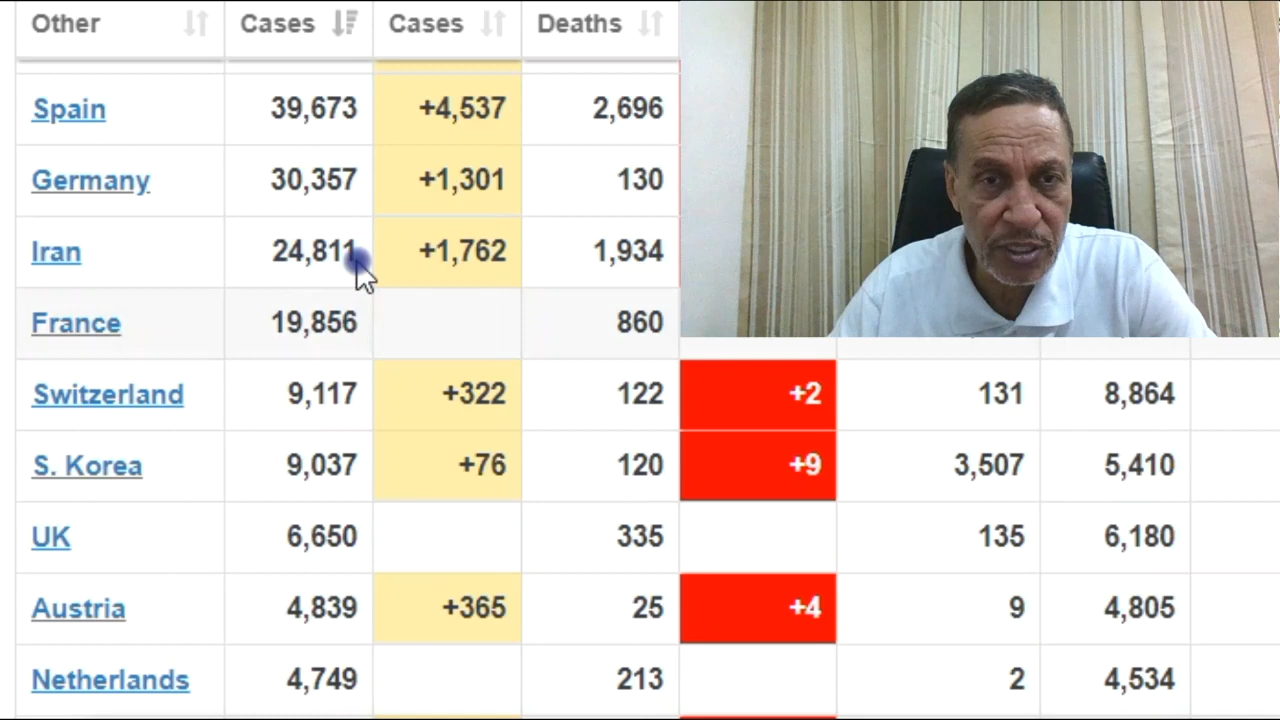 Other Cases Cases Deaths
Spain 39,673 +4,537 2,696
Germany 30,357 +1,301 130
Iran 24,811 +1,762 1,934
France 19,856 860
Switzerland 9,117 +322 122 +2 131 8,864
S. Korea 9,037 +76 120 +9 3,507 5,410
UK 6,650 335 135 6,180
Austria 4,839 +365 25 +4 9 4,805
Netherlands 4,749 213 2 4,534